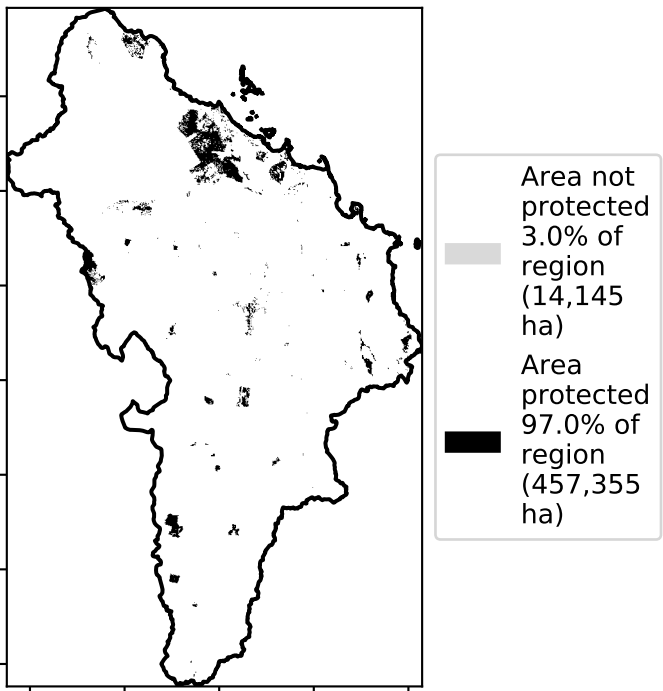 Area not
protected
3.0% of
region
(14,145
ha)
Area
protected
97.0% of
region
(457,355
ha)